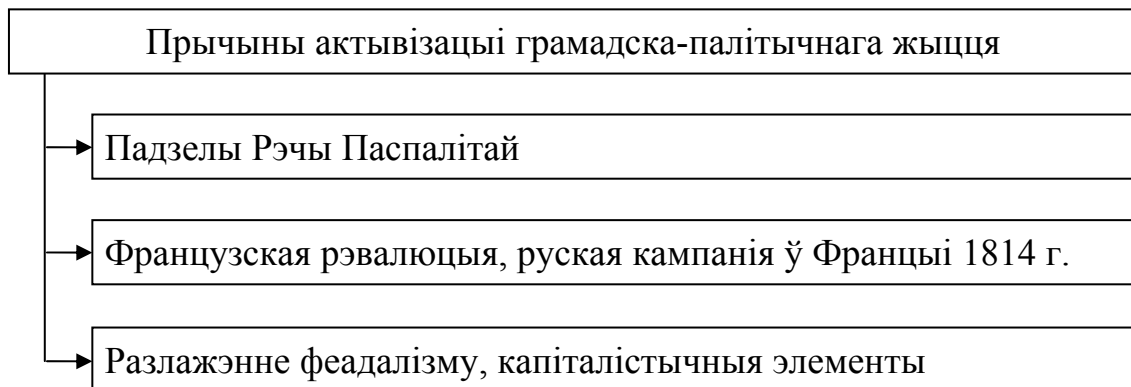 Прычыны актывізацыі грамадска-палітычнага жыцця
Падзелы Рэчы Паспалітай
Французская рэвалюцыя, руская кампанія ў Францыі 1814 г.
Разлажэнне феадалізму, капіталістычныя элементы